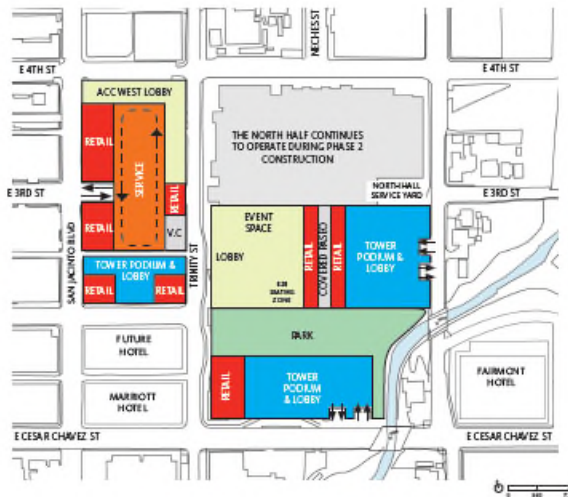 NECHES ST
E 4TH ST
E 4TH ST
ACC WEST LOBBY
RETAIL
SERVICE
THE NORTH HALF CONTINUES
TO OPERATE DURING PHASE 2
CONSTRUCTION
E 3RD ST
RETAIL
NORTH HALL
SERVICE YARD
E 3RD ST
RETAIL
V.C
EVENT
SPACE
LOBBY
RETAIL
COVERED PASEO
RETAIL
TOWER
PODIUM
& LOBBY
SAN JACINTO BLVD
TRINITY ST
TOWER PODIUM &
LOBBY
RETAIL
RETAIL
SEATING
ZONE
PARK
FUTURE
HOTEL
MARRIOTT
HOTEL
RETAIL
TOWER
PODIUM
& LOBBY
FAIRMONT
HOTEL
E CESAR CHAVEZ ST
E CESAR CHAVEZ ST